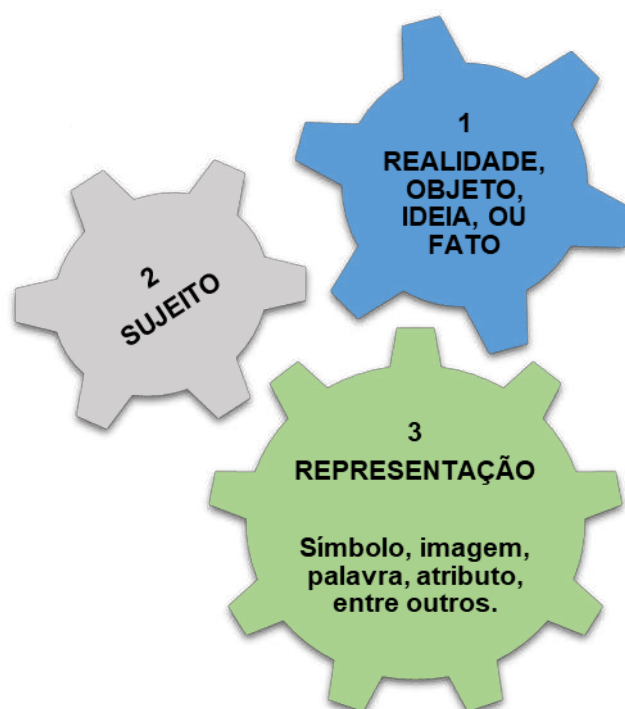 1
REALIDADE,
OBJETO,
IDEIA, OU
FATO
2
SUJEITO
3
REPRESENTAÇÃO
Símbolo, imagem,
palavra, atributo,
entre outros.